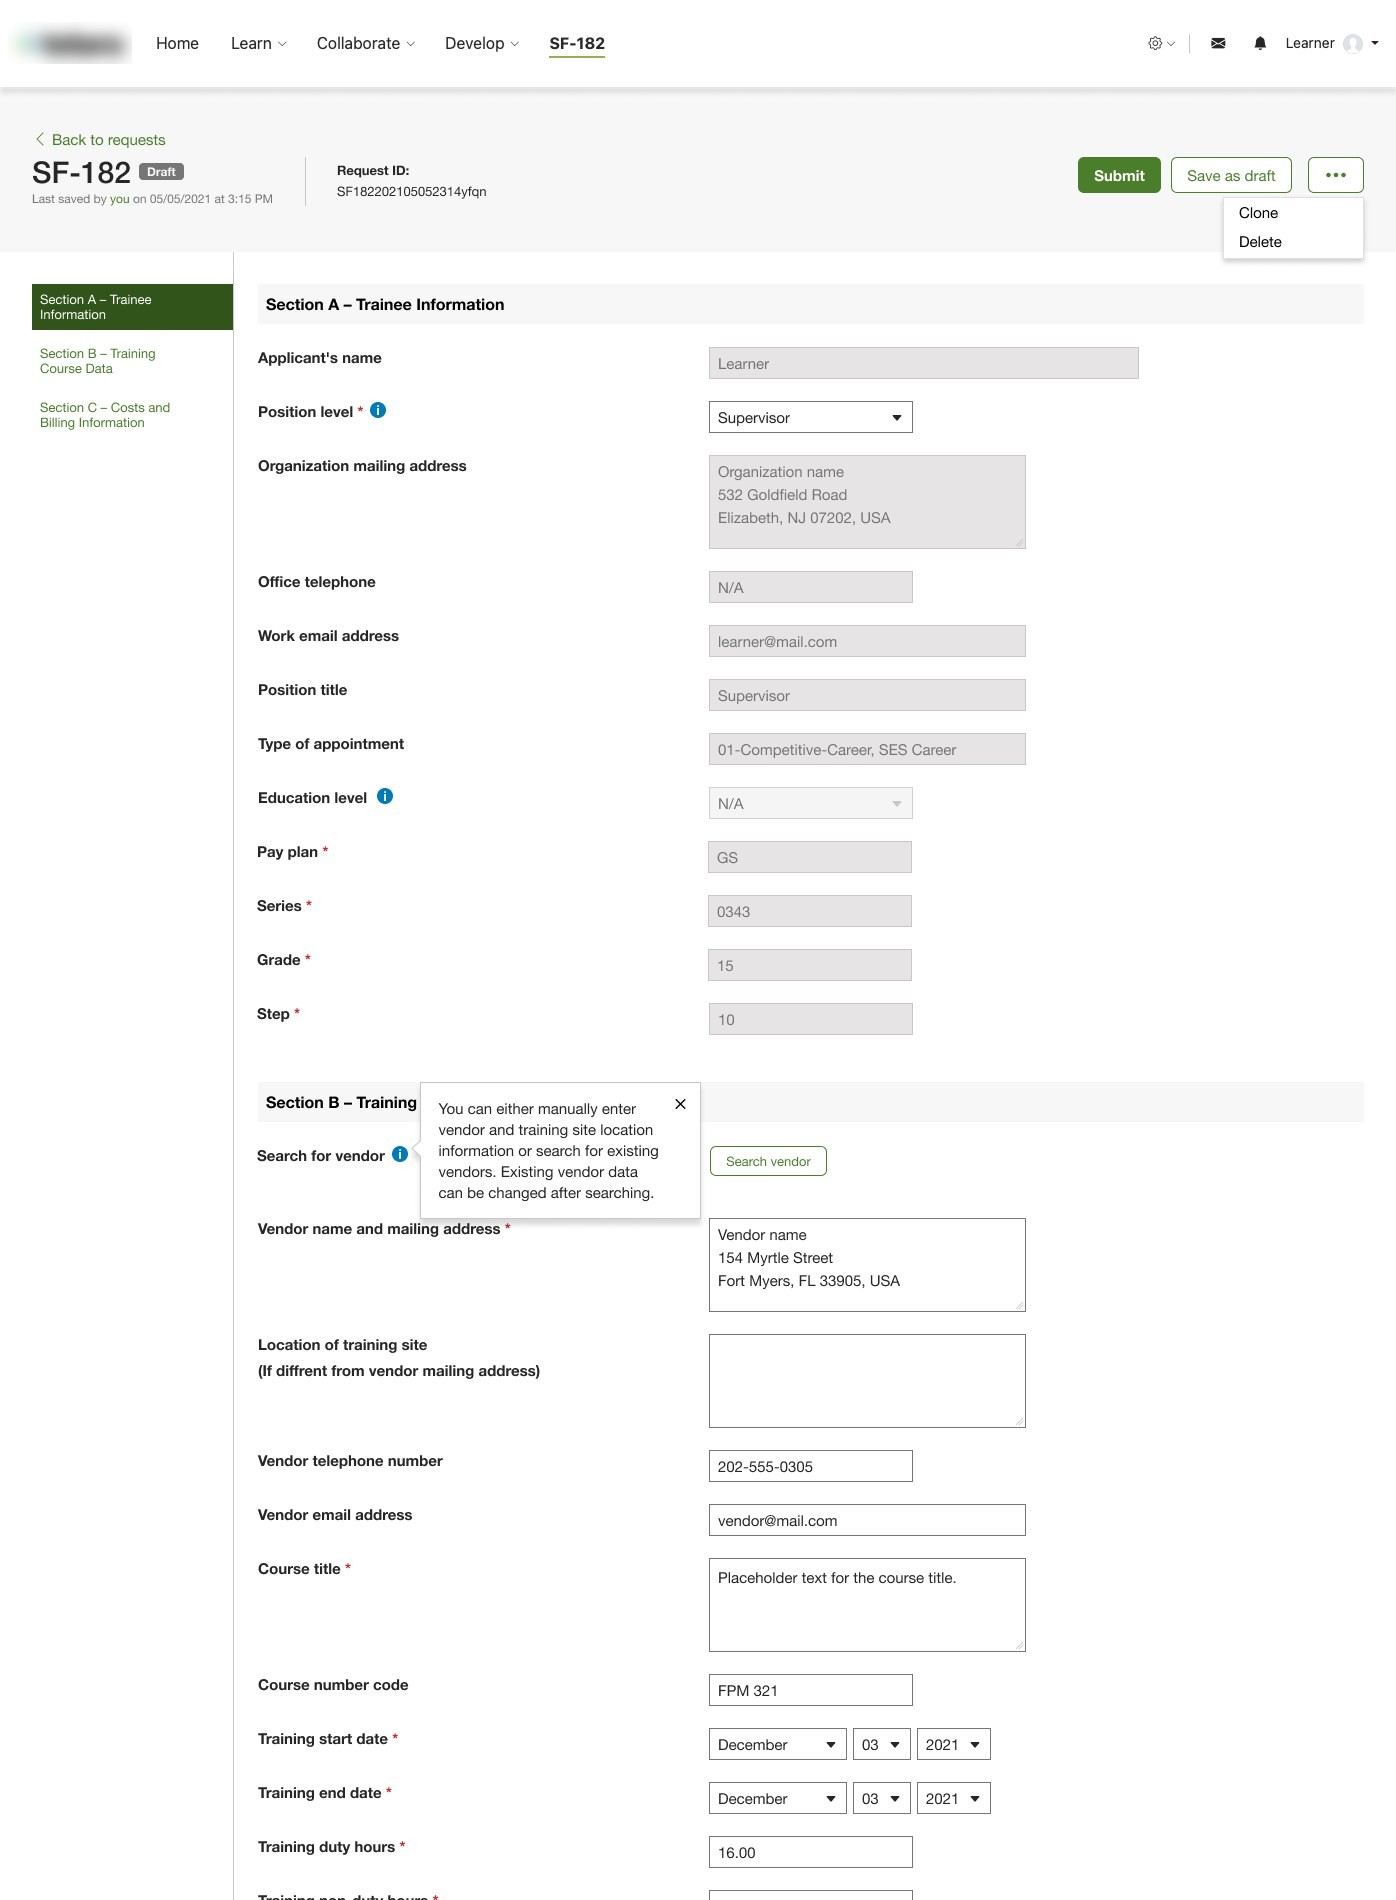 Home
Learn
Collaborate
Develop
SF-182
Learner
Back to requests
SF-182 Draft
Last saved by you on 05/05/2021 at 3:15 PM
Request ID:
SF182202105052314yfqn
Submit
Save as draft
Clone
Delete
Section A – Trainee
Information
Section B – Training
Course Data
Section C – Costs and
Billing Information
Section A – Trainee Information
Applicant's name
Learner
Position level *
Supervisor
Organization mailing address
Organization name
532 Goldfield Road
Elizabeth, NJ 07202, USA
Office telephone
N/A
Work email address
learner@mail.com
Position title
Supervisor
Type of appointment
01-Competitive-Career, SES Career
Education level
N/A
Pay plan *
GS
Series *
0343
Grade *
15
Step *
10
Section B – Training
You can either manually enter
vendor and training site location
information or search for existing
vendors. Existing vendor data
can be changed after searching.
Search for vendor
Search vendor
Vendor name and mailing address *
Vendor name
154 Myrtle Street
Fort Myers, FL 33905, USA
Location of training site
(If diffrent from vendor mailing address)
Vendor telephone number
202-555-0305
Vendor email address
vendor@mail.com
Course title *
Placeholder text for the course title.
Course number code
FPM 321
Training start date *
December 03 2021
Training end date *
December 03 2021
Training duty hours *
16.00
Training non-duty hours *